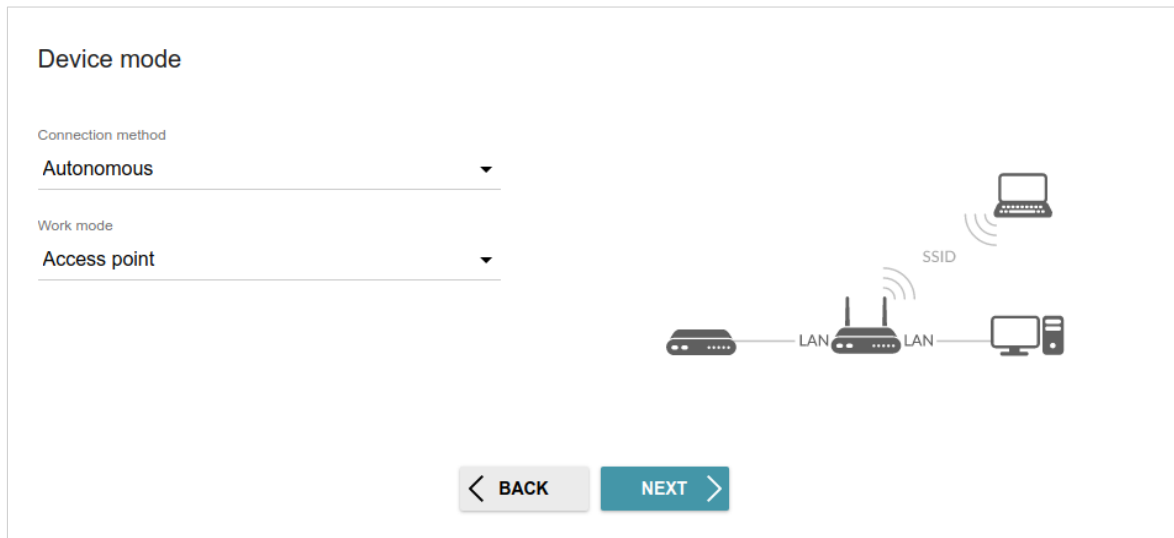 Device mode
Connection method
Autonomous
Work mode
Access point
SSID
LAN LAN
BACK NEXT